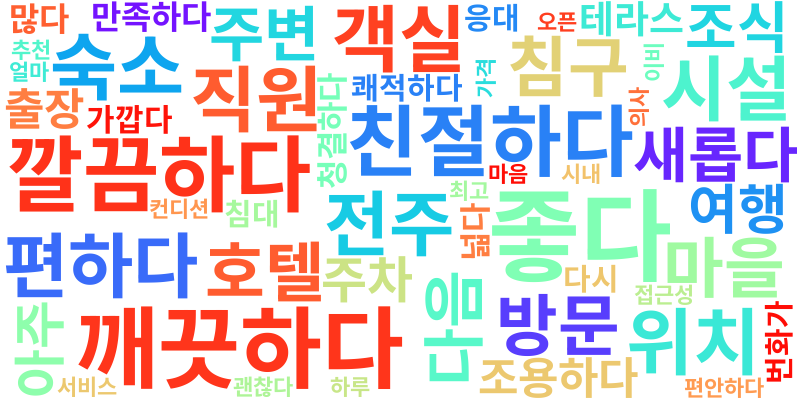 많다 만족하다 주변 객실 응대 오픈 테라스 조식
추천 얼마 숙소 직원 쾌적하다 가격 침구 이비 시설
출장 가깝다 청결하다 친절하다 의사 새롭다
깔끔하다 컨디션 침대 전주 최고 마음 시내 넓다 좋다 여행
편하다 호텔 주차 다음 다시 접근성 마을
아주 깨끗하다 방문 위치 번화가
서비스 괜찮다 하루 조용하다 편안하다